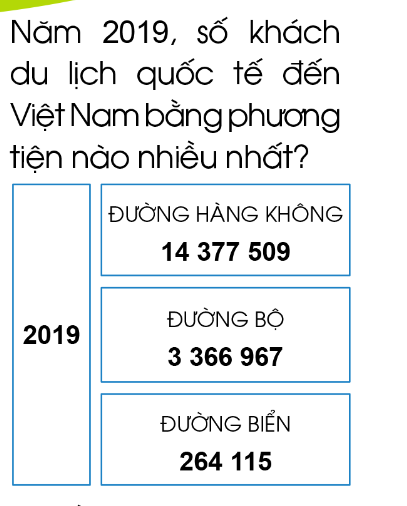 Năm 2019, số khách
du lịch quốc tế đến
Việt Nam bằng phương
tiện nào nhiều nhất?
2019
ĐƯỜNG HÀNG KHÔNG
14 377 509
ĐƯỜNG BỘ
3 366 967
ĐƯỜNG BIỂN
264 115